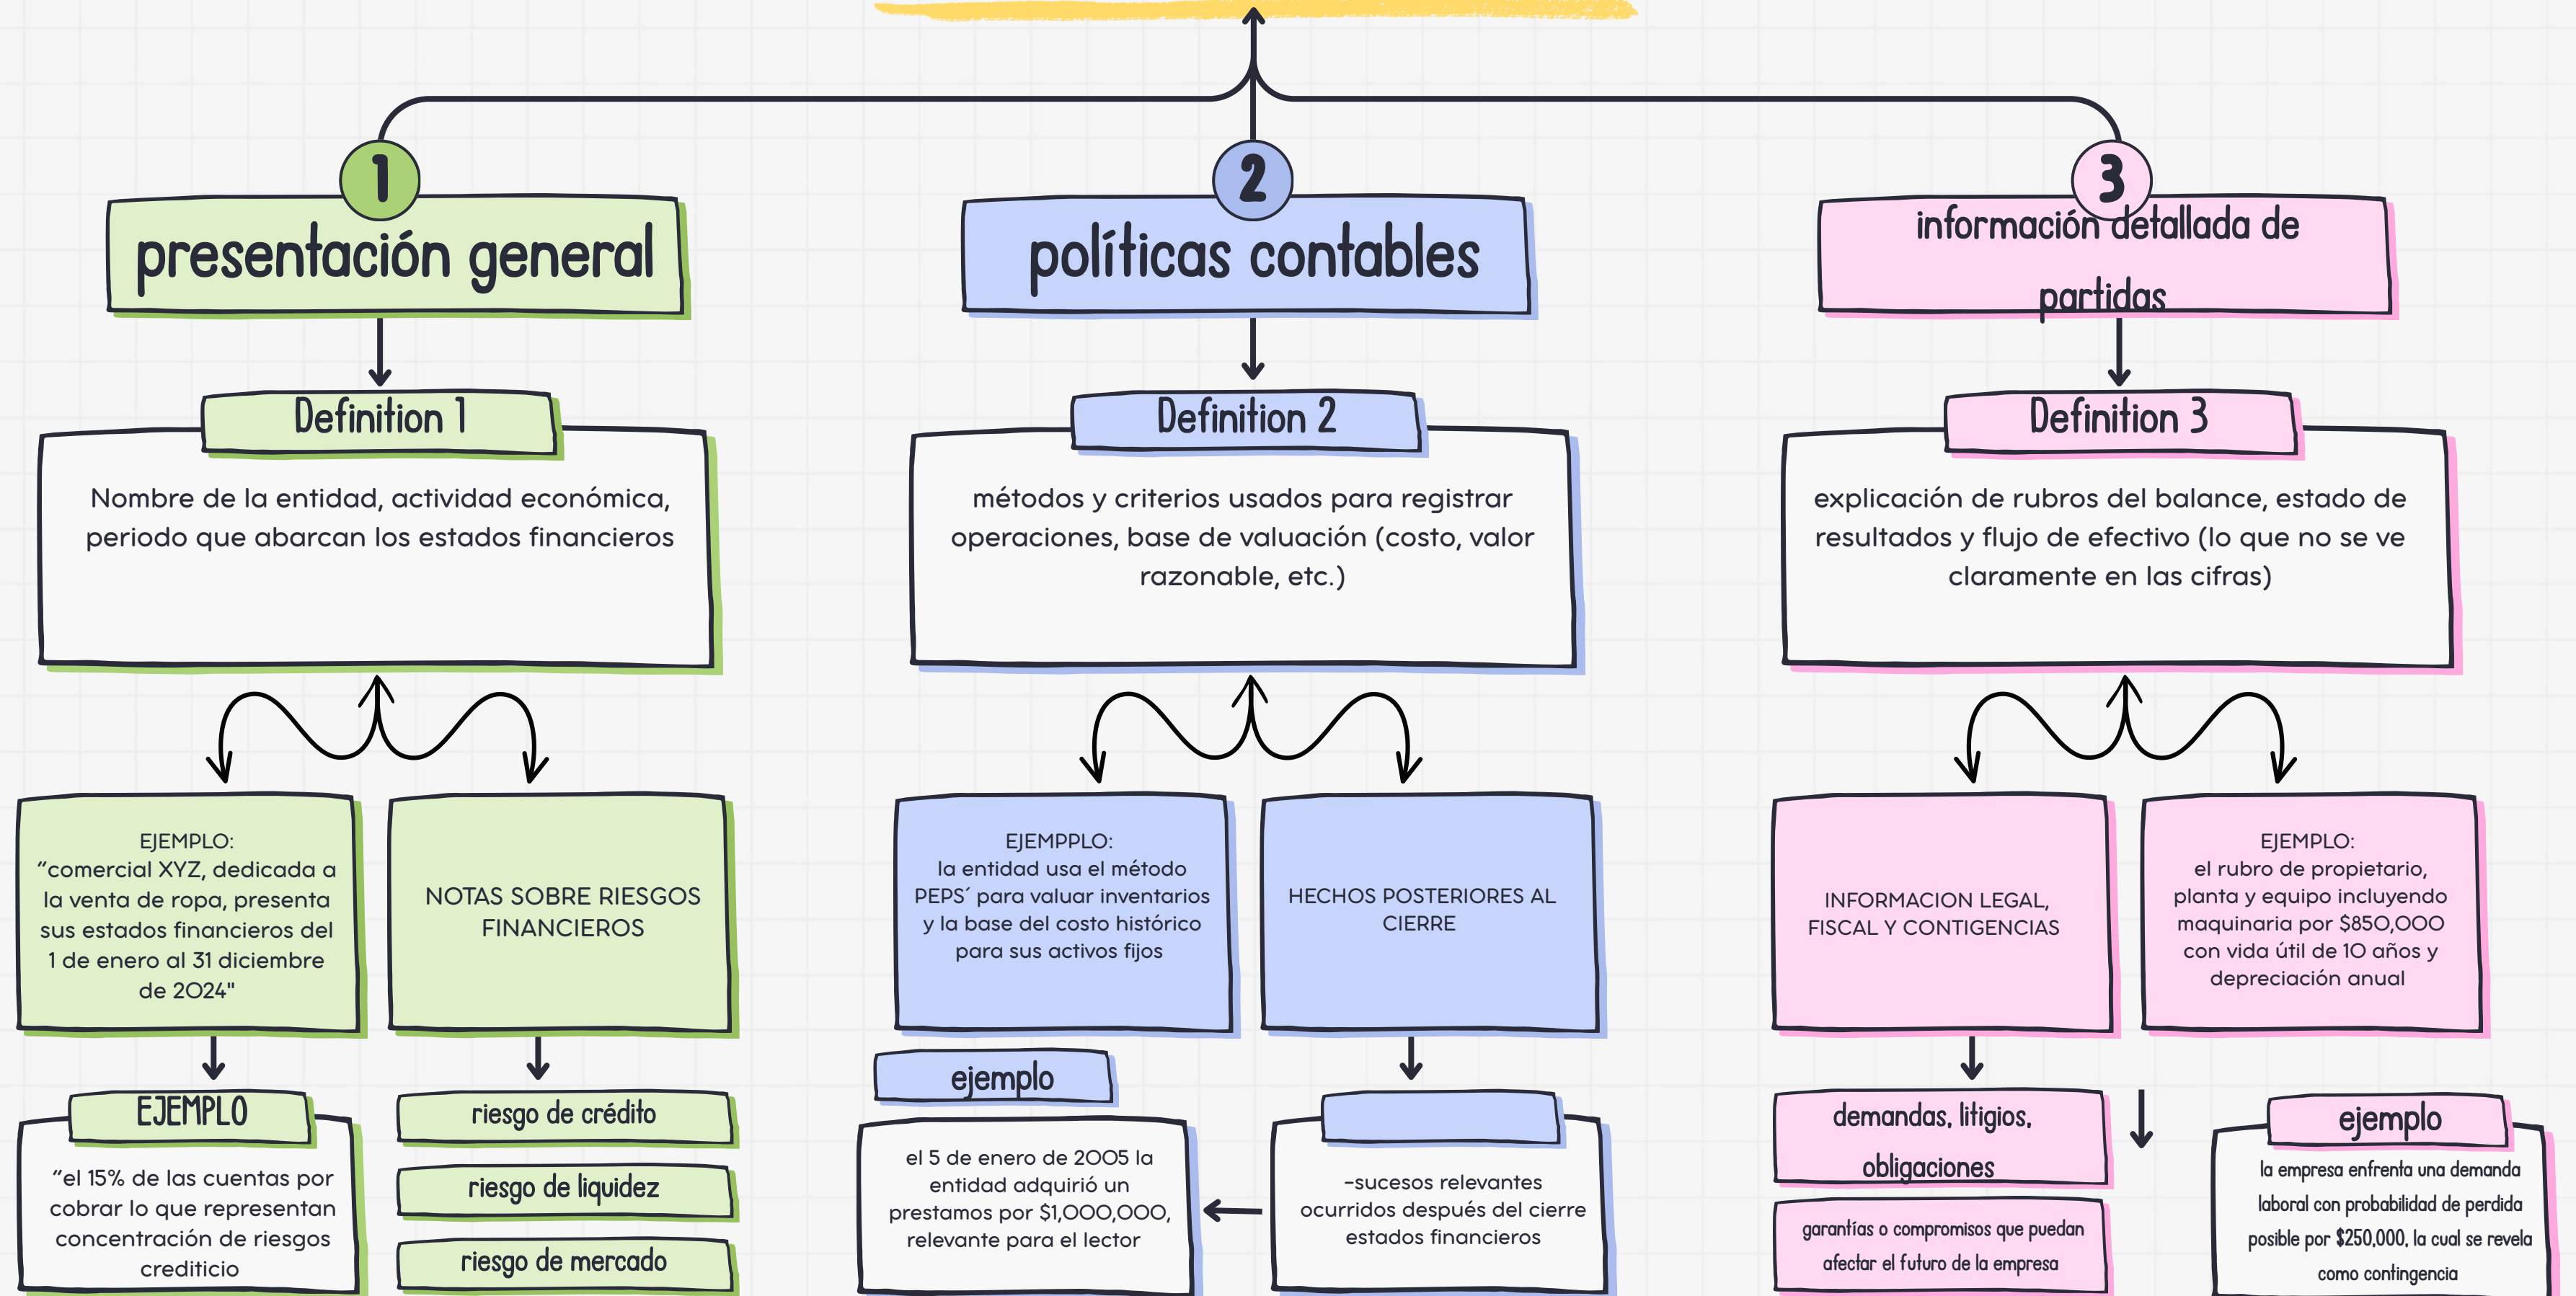 1
presentación general
Definition 1
Nombre de la entidad, actividad económica,
periodo que abarcan los estados financieros
EJEMPLO:
"comercial XYZ, dedicada a
la venta de ropa, presenta
sus estados financieros del
1 de enero al 31 diciembre
de 2024"
NOTAS SOBRE RIESGOS
FINANCIEROS
EJEMPLO
"el 15% de las cuentas por
cobrar lo que representan
concentración de riesgos
crediticio
riesgo de crédito
riesgo de liquidez
riesgo de mercado
2
políticas contables
Definition 2
métodos y criterios usados para registrar
operaciones, base de valuación (costo, valor
razonable, etc.)
EJEMPPLO:
la entidad usa el método
PEPS´ para valuar inventarios
y la base del costo histórico
para sus activos fijos
HECHOS POSTERIORES AL
CIERRE
ejemplo
el 5 de enero de 2005 la
entidad adquirió un
prestamos por $1,000,000,
relevante para el lector
-sucesos relevantes
ocurridos después del cierre
estados financieros
3
información detallada de
partidas
Definition 3
explicación de rubros del balance, estado de
resultados y flujo de efectivo (lo que no se ve
claramente en las cifras)
INFORMACION LEGAL,
FISCAL Y CONTIGENCIAS
EJEMPLO:
el rubro de propietario,
planta y equipo incluyendo
maquinaria por $850,000
con vida útil de 10 años y
depreciación anual
demandas, litigios,
obligaciones
garantías o compromisos que puedan
afectar el futuro de la empresa
ejemplo
la empresa enfrenta una demanda
laboral con probabilidad de perdida
posible por $250,000, la cual se revela
como contingencia